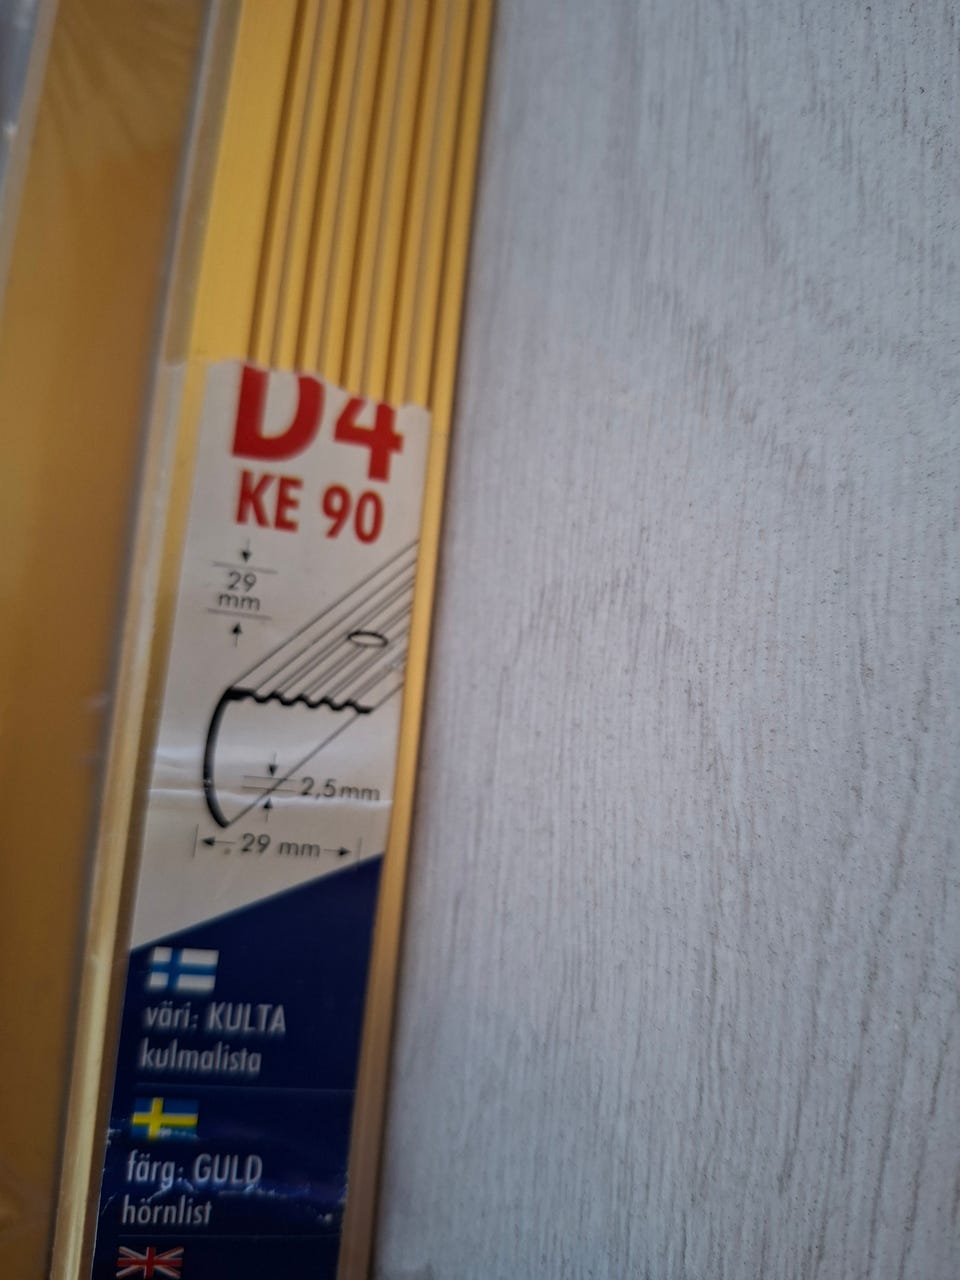 D4
KE 90
29
mm
2,5mm
29 mm
väri: KULTA
kulmalista
färg: GULD
hörnlist